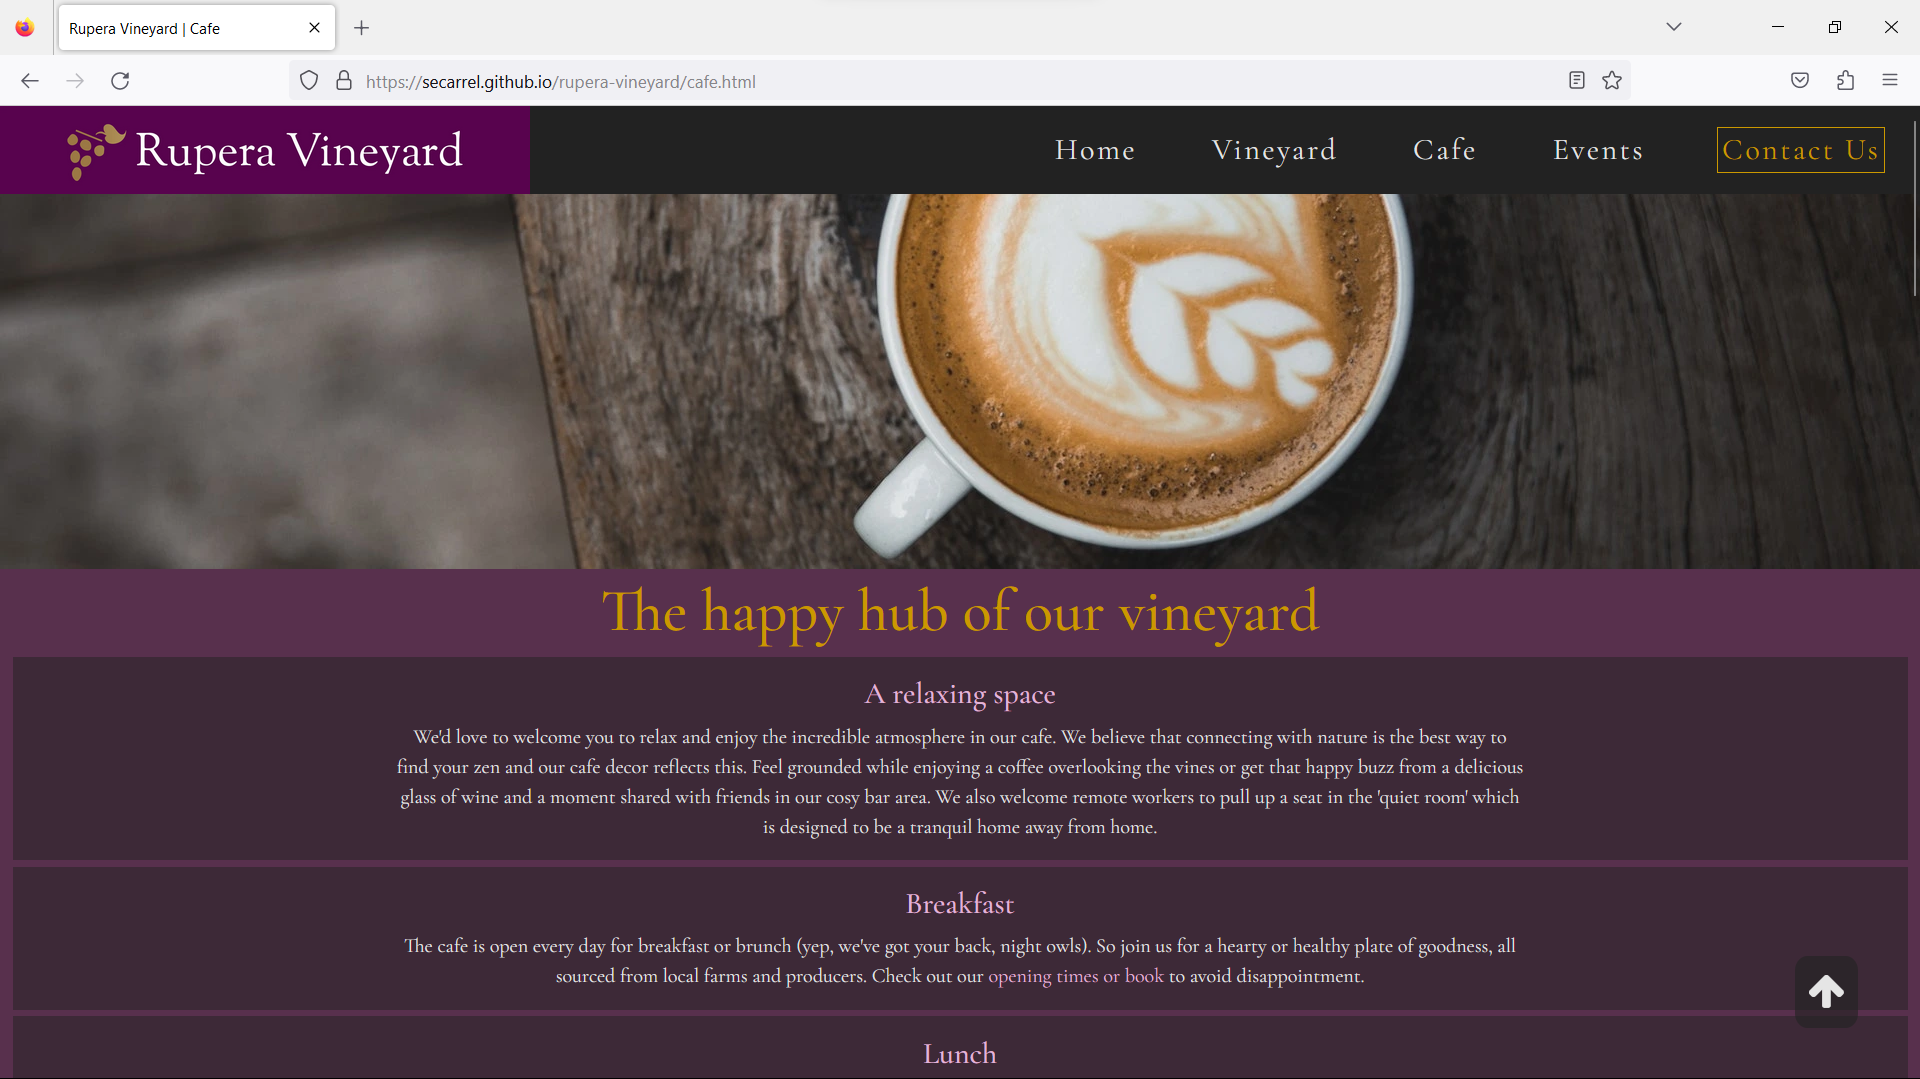 Rupera Vineyard | Cafe
https://secarrel.github.io/rupera-vineyard/cafe.html
Rupera Vineyard
Home Vineyard Cafe Events Contact Us
The happy hub of our vineyard
A relaxing space
We'd love to welcome you to relax and enjoy the incredible atmosphere in our cafe. We believe that connecting with nature is the best way to
find your zen and our cafe decor reflects this. Feel grounded while enjoying a coffee overlooking the vines or get that happy buzz from a delicious
glass of wine and a moment shared with friends in our cosy bar area. We also welcome remote workers to pull up a seat in the 'quiet room' which
is designed to be a tranquil home away from home.
Breakfast
The cafe is open every day for breakfast or brunch (yep, we've got your back, night owls). So join us for a hearty or healthy plate of goodness, all
sourced from local farms and producers. Check out our opening times or book to avoid disappointment.
Lunch